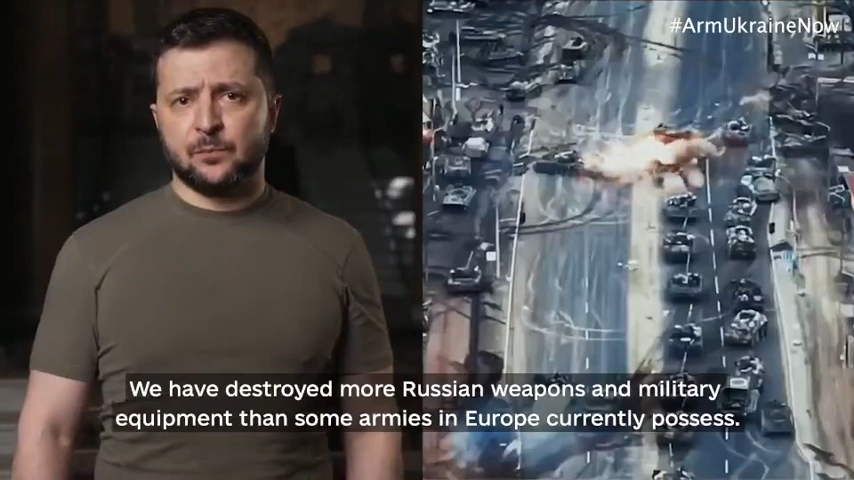 #ArmUkraineNow
We have destroyed more Russian weapons and military
equipment than some armies in Europe currently possess.